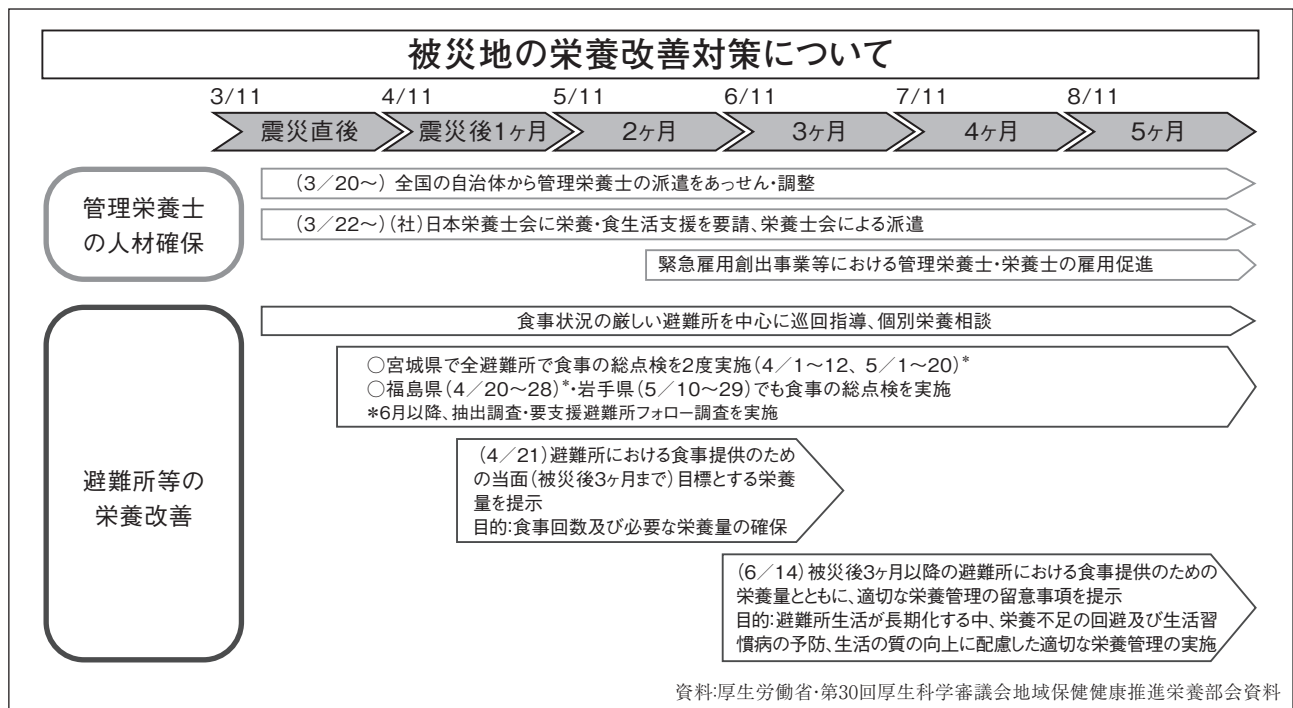 被災地の栄養改善対策について
3/11 4/11 5/11 6/11 7/11 8/11
震災直後 震災後1ヶ月 2ヶ月 3ヶ月 4ヶ月 5ヶ月
管理栄養士
の人材確保
(3/20~) 全国の自治体から管理栄養士の派遣をあっせん・調整
(3/22~)(社)日本栄養士会に栄養・食生活支援を要請、栄養士会による派遣
緊急雇用創出事業等における管理栄養士・栄養士の雇用促進
避難所等の
栄養改善
食事状況の厳しい避難所を中心に巡回指導、個別栄養相談
○宮城県で全避難所で食事の総点検を2度実施(4/1~12、5/1~20)*
○福島県(4/20~28)*・岩手県(5/10~29)でも食事の総点検を実施
*6月以降、抽出調査・要支援避難所フォロー調査を実施
(4/21)避難所における食事提供のため
の当面(被災後3ヶ月まで)目標とする栄養
量を提示
目的:食事回数及び必要な栄養量の確保
(6/14)被災後3ヶ月以降の避難所における食事提供のための
栄養量とともに、適切な栄養管理の留意事項を提示
目的:避難所生活が長期化する中、栄養不足の回避及び生活習
慣病の予防、生活の質の向上に配慮した適切な栄養管理の実施
資料:厚生労働省・第30回厚生科学審議会地域保健健康推進栄養部会資料